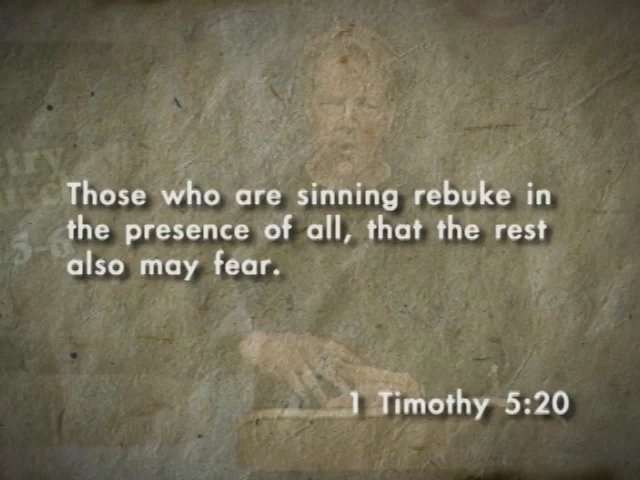 Those who are sinning rebuke in
the presence of all, that the rest
also may fear.
1 Timothy 5:20